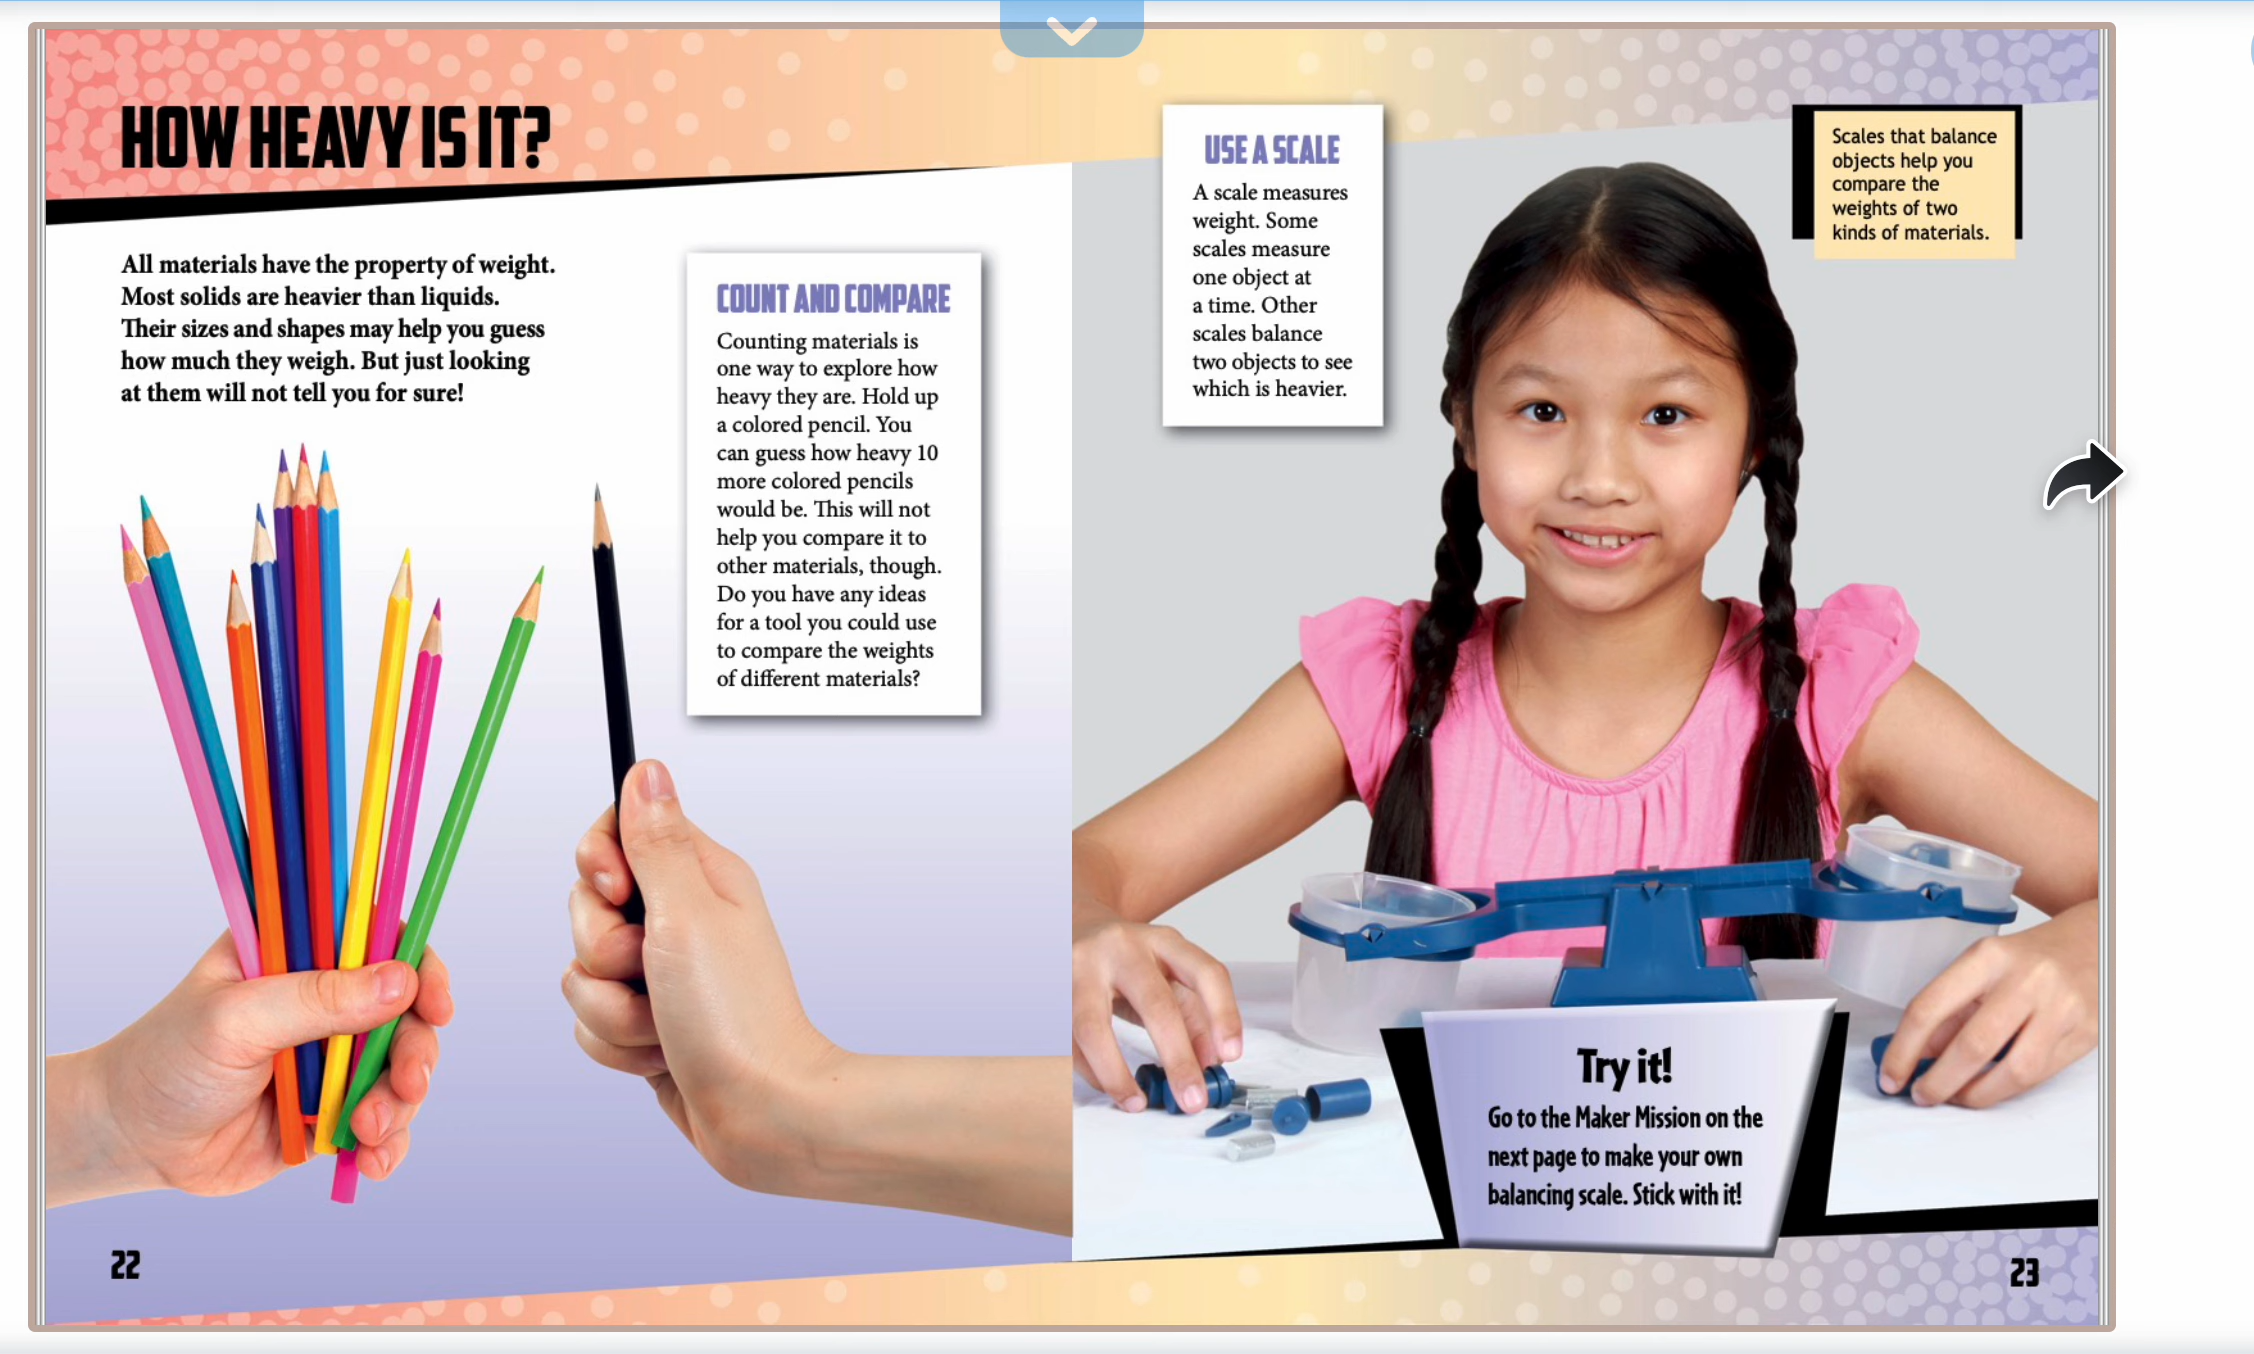 HOW HEAVY IS IT?
All materials have the property of weight.
Most solids are heavier than liquids.
Their sizes and shapes may help you guess
how much they weigh. But just looking
at them will not tell you for sure!
COUNT AND COMPARE
Counting materials is
one way to explore how
heavy they are. Hold up
a colored pencil. You
can guess how heavy 10
more colored pencils
would be. This will not
help you compare it to
other materials, though.
Do you have any ideas
for a tool you could use
to compare the weights
of different materials?
22
USE A SCALE
A scale measures
weight. Some
scales measure
one object at
a time. Other
scales balance
two objects to see
which is heavier.
Scales that balance
objects help you
compare the
weights of two
kinds of materials.
Try it!
Go to the Maker Mission on the
next page to make your own
balancing scale. Stick with it!
23